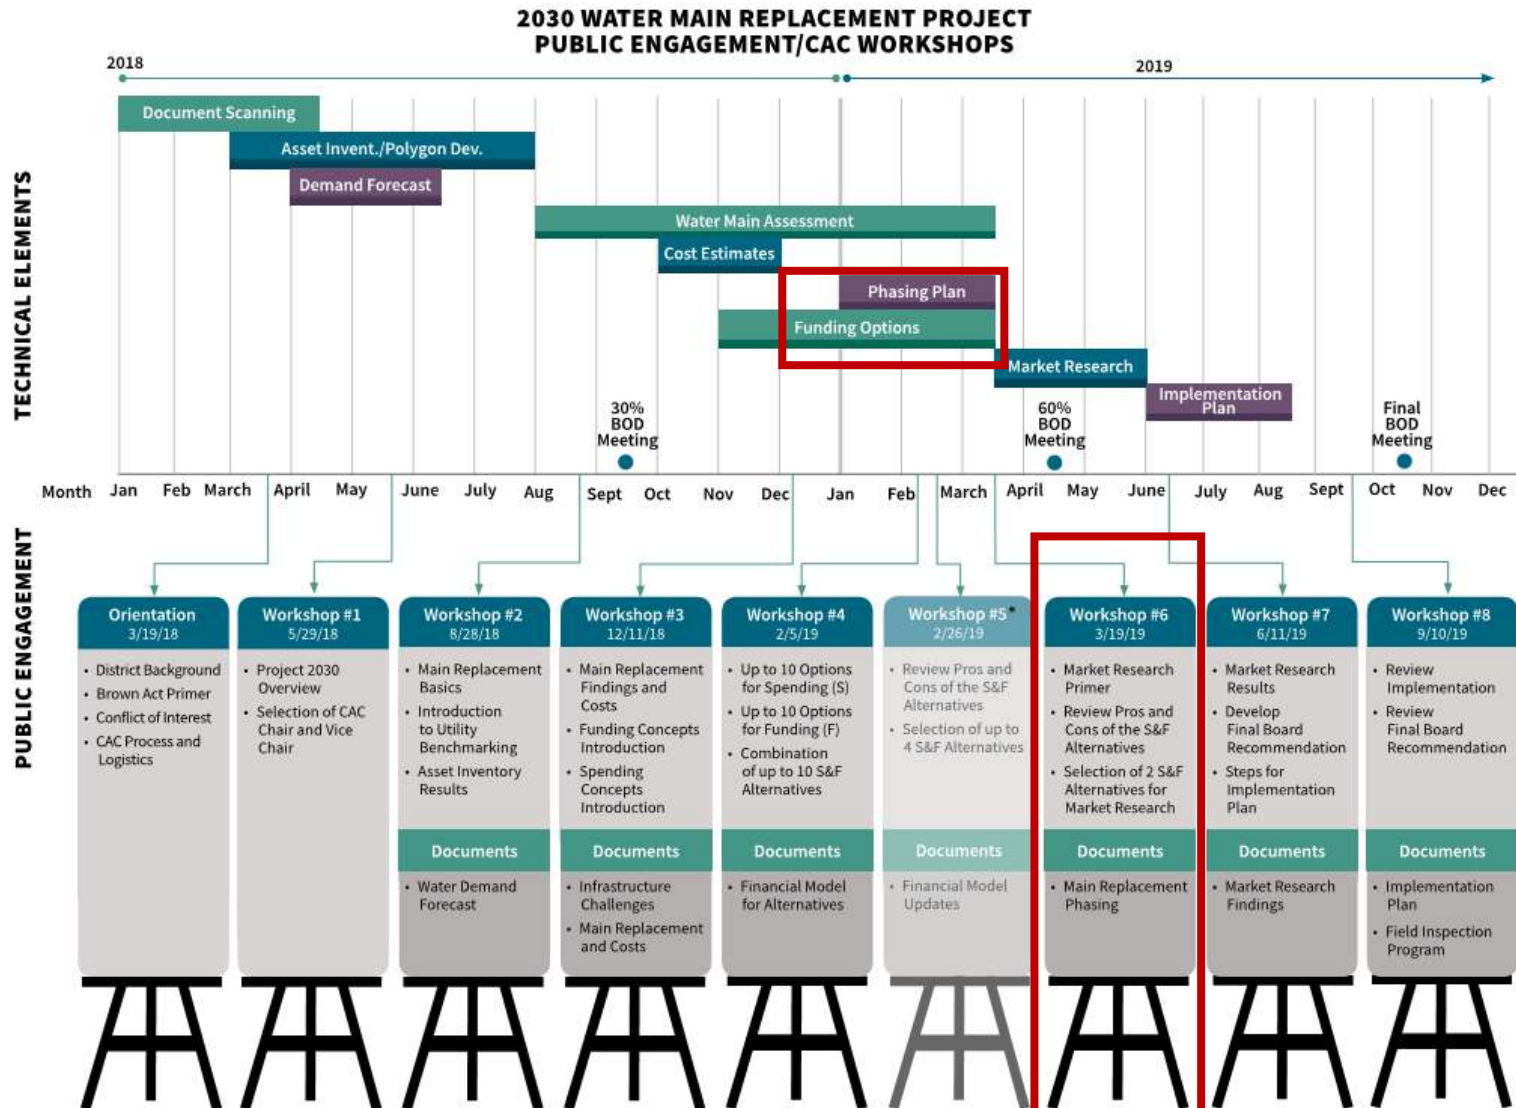 2030 WATER MAIN REPLACEMENT PROJECT
PUBLIC ENGAGEMENT/CAC WORKSHOPS
2018
2019
TECHNICAL ELEMENTS
Document Scanning
Asset Invent./Polygon Dev.
Demand Forecast
Water Main Assessment
Cost Estimates
Phasing Plan
Funding Options
Market Research
Implementation
Plan
30%
BOD
Meeting
60%
BOD
Meeting
Final
BOD
Meeting
Month Jan Feb March April May June July Aug Sept Oct Nov Dec Jan Feb March April May June July Aug Sept Oct Nov Dec
PUBLIC ENGAGEMENT
Orientation
3/19/18
• District Background
• Brown Act Primer
• Conflict of Interest
• CAC Process and
Logistics
Workshop #1
5/29/18
• Project 2030
Overview
• Selection of CAC
Chair and Vice
Chair
Workshop #2
8/28/18
• Main Replacement
Basics
• Introduction
to Utility
Benchmarking
• Asset Inventory
Results
Documents
• Water Demand
Forecast
Workshop #3
12/11/18
• Main Replacement
Findings and
Costs
• Funding Concepts
Introduction
• Spending
Concepts
Introduction
Documents
• Infrastructure
Challenges
• Main Replacement
and Costs
Workshop #4
2/5/19
• Up to 10 Options
for Spending (S)
• Up to 10 Options
for Funding (F)
• Combination
of up to 10 S&F
Alternatives
Documents
• Financial Model
for Alternatives
Workshop #5*
2/26/19
• Review Pros and
Cons of the S&F
Alternatives
• Selection of up to
4 S&F Alternatives
Documents
• Financial Model
Updates
Workshop #6
3/19/19
• Market Research
Primer
• Review Pros and
Cons of the S&F
Alternatives
• Selection of 2 S&F
Alternatives for
Market Research
Documents
• Main Replacement
Phasing
Workshop #7
6/11/19
• Market Research
Results
• Develop
Final Board
Recommendation
• Steps for
Implementation
Plan
Documents
• Market Research
Findings
Workshop #8
9/10/19
• Review
Implementation
• Review
Final Board
Recommendation
Documents
• Implementation
Plan
• Field Inspection
Program